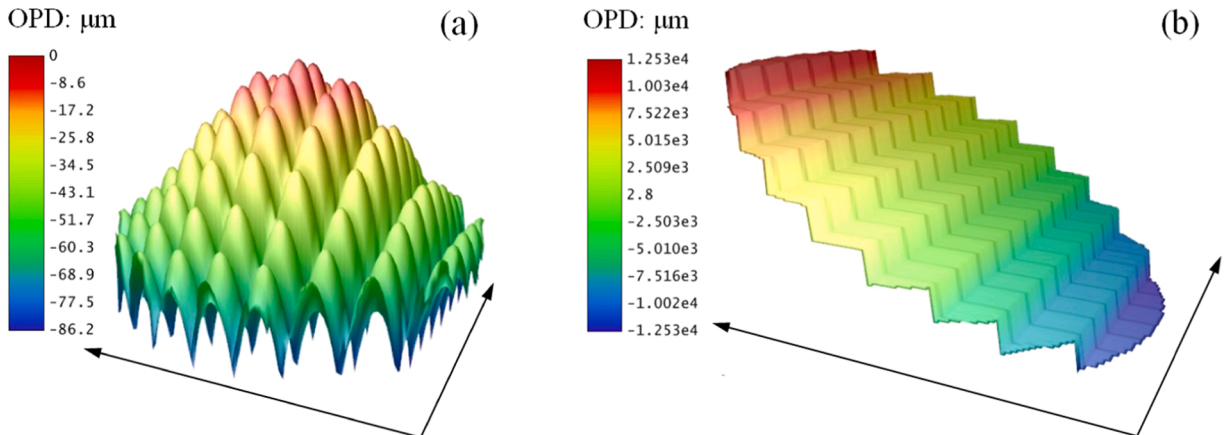 OPD: μm
(a)
0
-8.6
-17.2
-25.8
-34.5
-43.1
-51.7
-60.3
-68.9
-77.5
-86.2
OPD: μm
(b)
1.253e4
1.003e4
7.522e3
5.015e3
2.509e3
2.8
-2.503e3
-5.010e3
-7.516e3
-1.002e4
-1.253e4